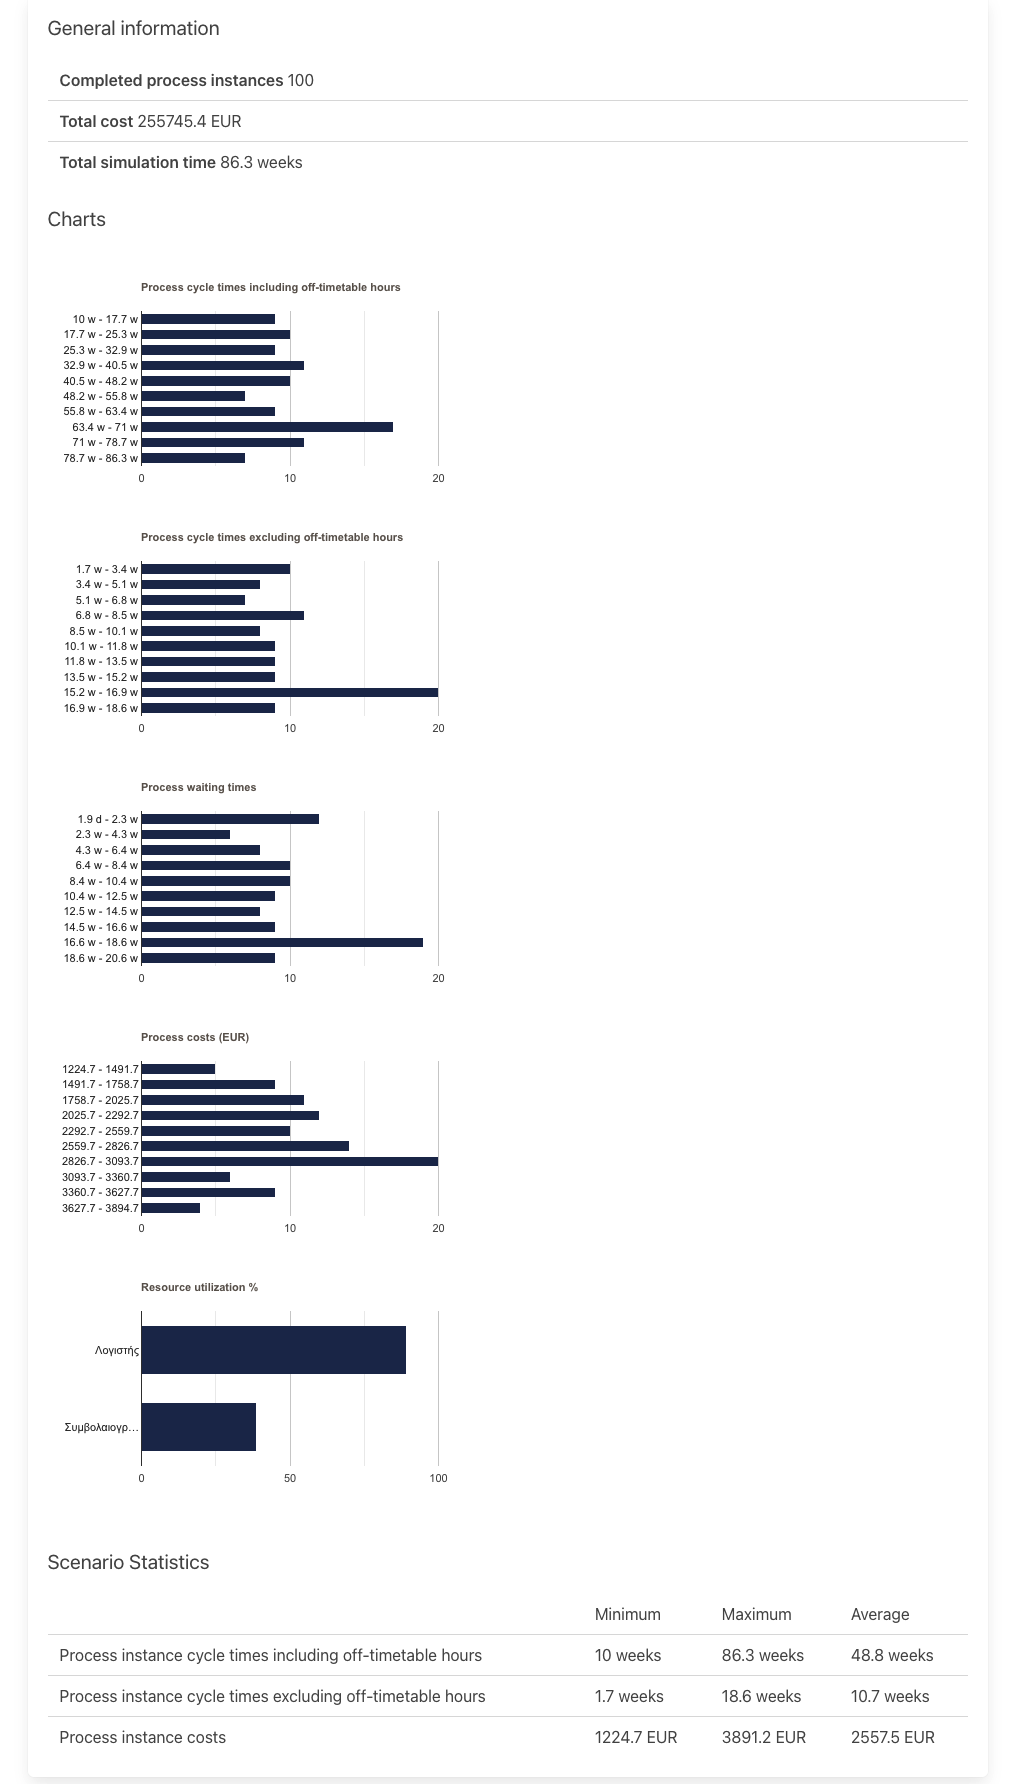 General information
Completed process instances 100
Total cost 255745.4 EUR
Total simulation time 86.3 weeks
Charts
Process cycle times including off-timetable hours
10 w - 17.7 w
17.7 w - 25.3 w
25.3 w - 32.9 w
32.9 w - 40.5 w
40.5 w - 48.2 w
48.2 w - 55.8 w
55.8 w - 63.4 w
63.4 w - 71 w
71 w - 78.7 w
78.7 w - 86.3 w
0 10 20
Process cycle times excluding off-timetable hours
1.7 w - 3.4 w
3.4 w - 5.1 w
5.1 w - 6.8 w
6.8 w - 8.5 w
8.5 w - 10.1 w
10.1 w - 11.8 w
11.8 w - 13.5 w
13.5 w - 15.2 w
15.2 w - 16.9 w
16.9 w - 18.6 w
0 10 20
Process waiting times
1.9 d - 2.3 w
2.3 w - 4.3 w
4.3 w - 6.4 w
6.4 w - 8.4 w
8.4 w - 10.4 w
10.4 w - 12.5 w
12.5 w - 14.5 w
14.5 w - 16.6 w
16.6 w - 18.6 w
18.6 w - 20.6 w
0 10 20
Process costs (EUR)
1224.7 - 1491.7
1491.7 - 1758.7
1758.7 - 2025.7
2025.7 - 2292.7
2292.7 - 2559.7
2559.7 - 2826.7
2826.7 - 3093.7
3093.7 - 3360.7
3360.7 - 3627.7
3627.7 - 3894.7
0 10 20
Resource utilization %
Λογιστής
Συμβολαιογρ…
0 50 100
Scenario Statistics
Minimum Maximum Average
Process instance cycle times including off-timetable hours 10 weeks 86.3 weeks 48.8 weeks
Process instance cycle times excluding off-timetable hours 1.7 weeks 18.6 weeks 10.7 weeks
Process instance costs 1224.7 EUR 3891.2 EUR 2557.5 EUR